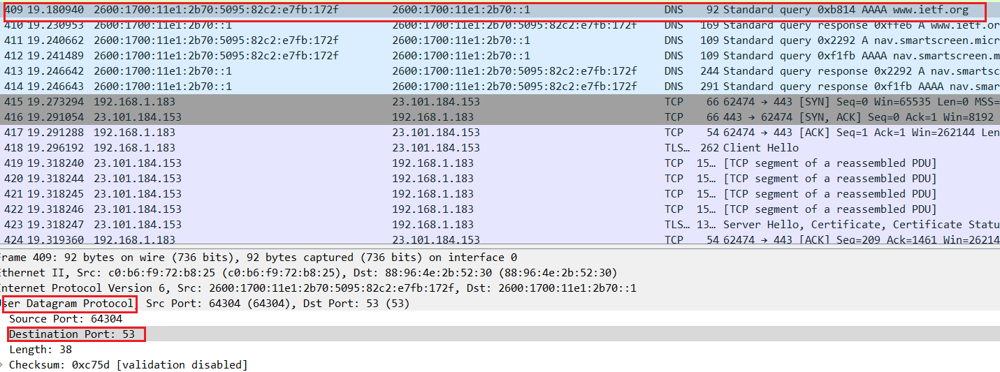 409 19.180940 2600:1700:11e1:2b70:5095:82c2:e7fb:172f 2600:1700:11e1:2b70::1 DNS 92 Standard query 0xb814 AAAA www.ietf.org
410 19.230953 2600:1700:11e1:2b70::1 2600:1700:11e1:2b70:5095:82c2:e7fb:172f DNS 169 Standard query response 0xffe6 A www.ietf.or
411 19.240662 2600:1700:11e1:2b70:5095:82c2:e7fb:172f 2600:1700:11e1:2b70::1 DNS 109 Standard query 0x2292 A nav.smartscreen.micr
412 19.241489 2600:1700:11e1:2b70:5095:82c2:e7fb:172f 2600:1700:11e1:2b70::1 DNS 109 Standard query 0xf1fb AAAA nav.smartscreen.m
413 19.246642 2600:1700:11e1:2b70::1 2600:1700:11e1:2b70:5095:82c2:e7fb:172f DNS 244 Standard query response 0x2292 A nav.smartsc
414 19.246643 2600:1700:11e1:2b70::1 2600:1700:11e1:2b70:5095:82c2:e7fb:172f DNS 291 Standard query response 0xf1fb AAAA nav.smar
415 19.273294 192.168.1.183 23.101.184.153 TCP 66 62474 → 443 [SYN] Seq=0 Win=65535 Len=0 MSS=
416 19.291054 23.101.184.153 192.168.1.183 TCP 66 443 → 62474 [SYN, ACK] Seq=0 Ack=1 Win=8192
417 19.291288 192.168.1.183 23.101.184.153 TCP 54 62474 → 443 [ACK] Seq=1 Ack=1 Win=262144 Len
418 19.296192 192.168.1.183 23.101.184.153 TLS… 262 Client Hello
419 19.318240 23.101.184.153 192.168.1.183 TCP 15… [TCP segment of a reassembled PDU]
420 19.318244 23.101.184.153 192.168.1.183 TCP 15… [TCP segment of a reassembled PDU]
421 19.318245 23.101.184.153 192.168.1.183 TCP 15… [TCP segment of a reassembled PDU]
422 19.318246 23.101.184.153 192.168.1.183 TCP 15… [TCP segment of a reassembled PDU]
423 19.318247 23.101.184.153 192.168.1.183 TLS… 13… Server Hello, Certificate, Certificate Statu
424 19.319360 192.168.1.183 23.101.184.153 TCP 54 62474 → 443 [ACK] Seq=209 Ack=1461 Win=26214
Frame 409: 92 bytes on wire (736 bits), 92 bytes captured (736 bits) on interface 0
Ethernet II, Src: c0:b6:f9:72:b8:25 (c0:b6:f9:72:b8:25), Dst: 88:96:4e:2b:52:30 (88:96:4e:2b:52:30)
Internet Protocol Version 6, Src: 2600:1700:11e1:2b70:5095:82c2:e7fb:172f, Dst: 2600:1700:11e1:2b70::1
User Datagram Protocol, Src Port: 64304 (64304), Dst Port: 53 (53)
Source Port: 64304
Destination Port: 53
Length: 38
Checksum: 0xc75d [validation disabled]